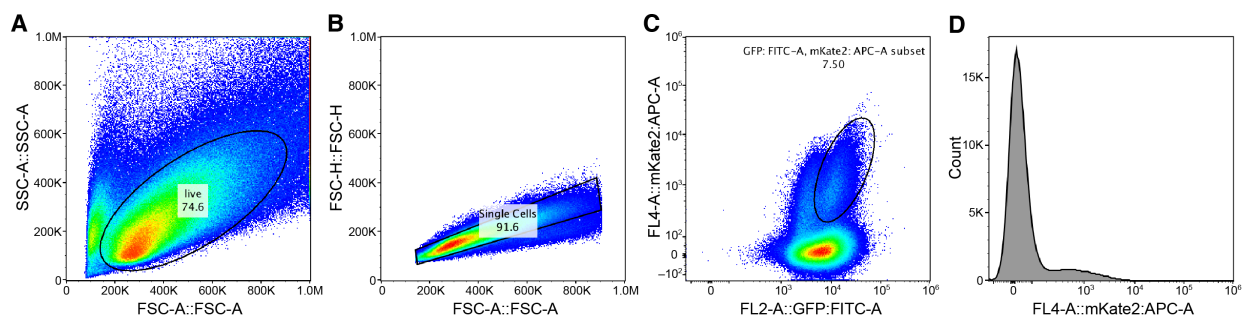 A
1.0M
800K
600K
400K
200K
0
SSC-A::SSC-A
live
74.6
0 200K 400K 600K 800K 1.0M
FSC-A::FSC-A
B
1.0M
800K
600K
400K
200K
0
FSC-H::FSC-H
Single Cells
91.6
0 200K 400K 600K 800K 1.0M
FSC-A::FSC-A
C
10⁶
10⁵
10⁴
10³
10²
0
−10²
FL4-A::mKate2:APC-A
GFP: FITC-A, mKate2: APC-A subset
7.50
0 10³ 10⁴ 10⁵ 10⁶
FL2-A::GFP:FITC-A
D
15K
10K
5K
0
Count
0 10³ 10⁴ 10⁵ 10⁶
FL4-A::mKate2:APC-A